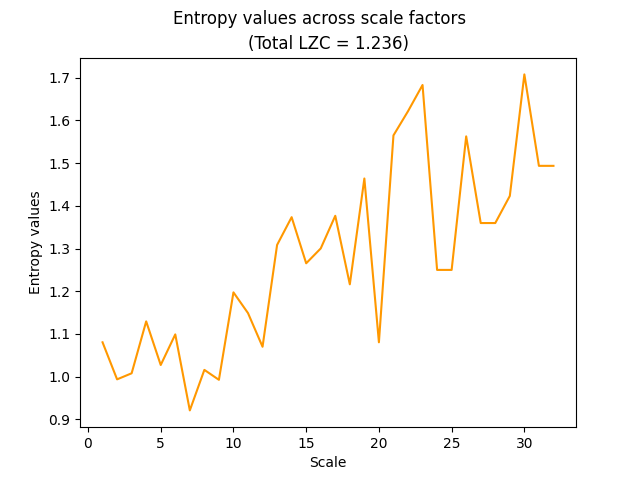 Entropy values across scale factors
(Total LZC = 1.236)
1.7
1.6
1.5
1.4
1.3
1.2
1.1
1.0
0.9
Entropy values
0 5 10 15 20 25 30
Scale